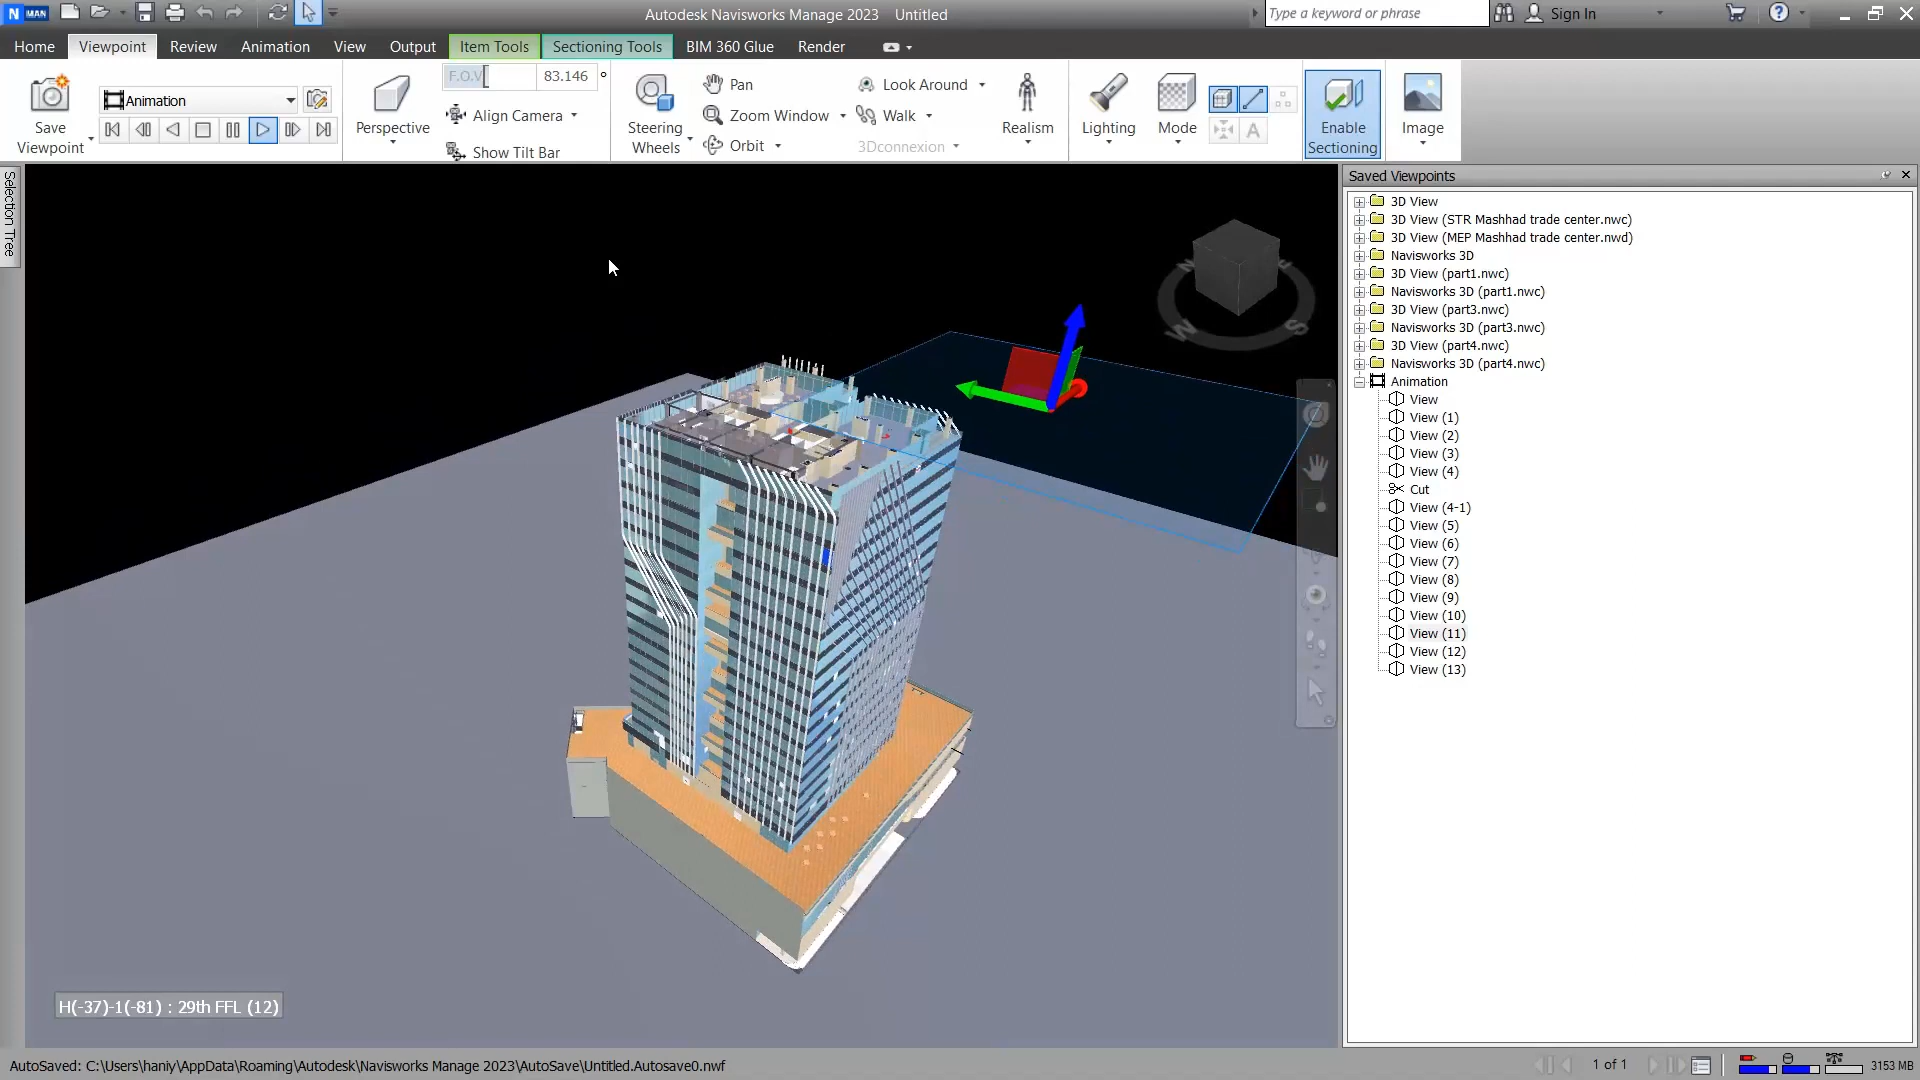 N MAN
Autodesk Navisworks Manage 2023 Untitled
Type a keyword or phrase
Sign In
Home Viewpoint Review Animation View Output Item Tools Sectioning Tools BIM 360 Glue Render
Save Viewpoint
Animation
Perspective
F.O.V
83.146 °
Align Camera
Show Tilt Bar
Steering Wheels
Pan
Zoom Window
Orbit
Look Around
Walk
3Dconnexion
Realism
Lighting
Mode
A
Enable Sectioning
Image
Selection Tree
Saved Viewpoints
3D View
3D View (STR Mashhad trade center.nwc)
3D View (MEP Mashhad trade center.nwd)
Navisworks 3D
3D View (part1.nwc)
Navisworks 3D (part1.nwc)
3D View (part3.nwc)
Navisworks 3D (part3.nwc)
3D View (part4.nwc)
Navisworks 3D (part4.nwc)
Animation
View
View (1)
View (2)
View (3)
View (4)
Cut
View (4-1)
View (5)
View (6)
View (7)
View (8)
View (9)
View (10)
View (11)
View (12)
View (13)
W S
H(-37)-1(-81) : 29th FFL (12)
AutoSaved: C:\Users\haniy\AppData\Roaming\Autodesk\Navisworks Manage 2023\AutoSave\Untitled.Autosave0.nwf
1 of 1
3153 MB